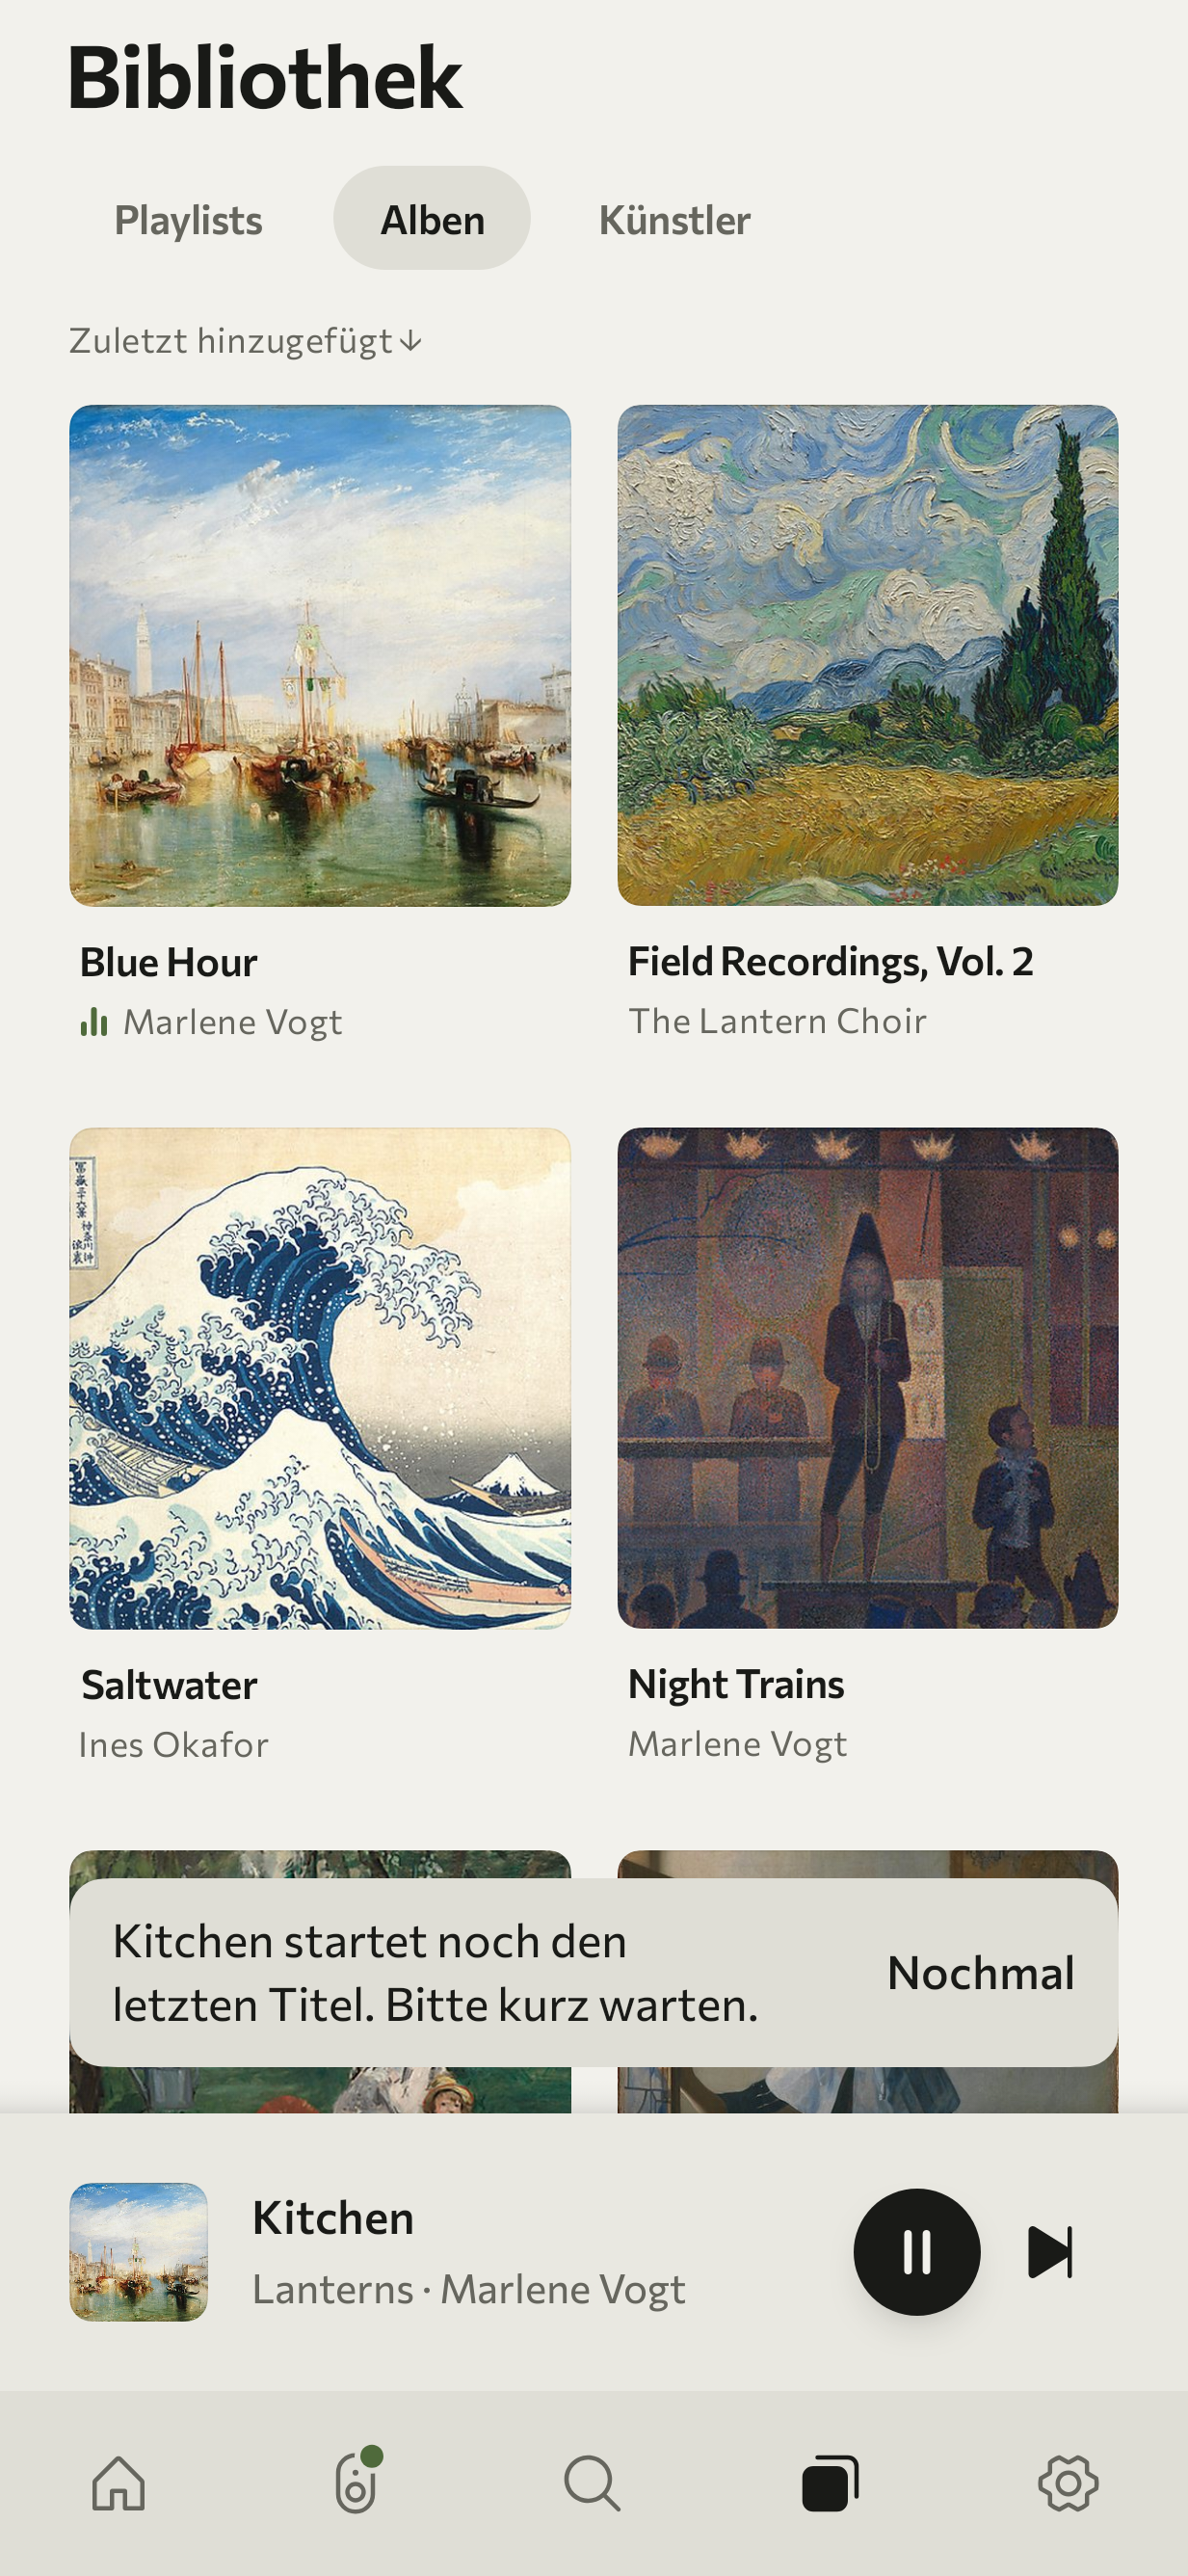 Bibliothek
Playlists Alben Künstler
Zuletzt hinzugefügt ↓
Blue Hour
Marlene Vogt
Field Recordings, Vol. 2
The Lantern Choir
Saltwater
Ines Okafor
Night Trains
Marlene Vogt
Kitchen startet noch den
letzten Titel. Bitte kurz warten.
Nochmal
Kitchen
Lanterns · Marlene Vogt